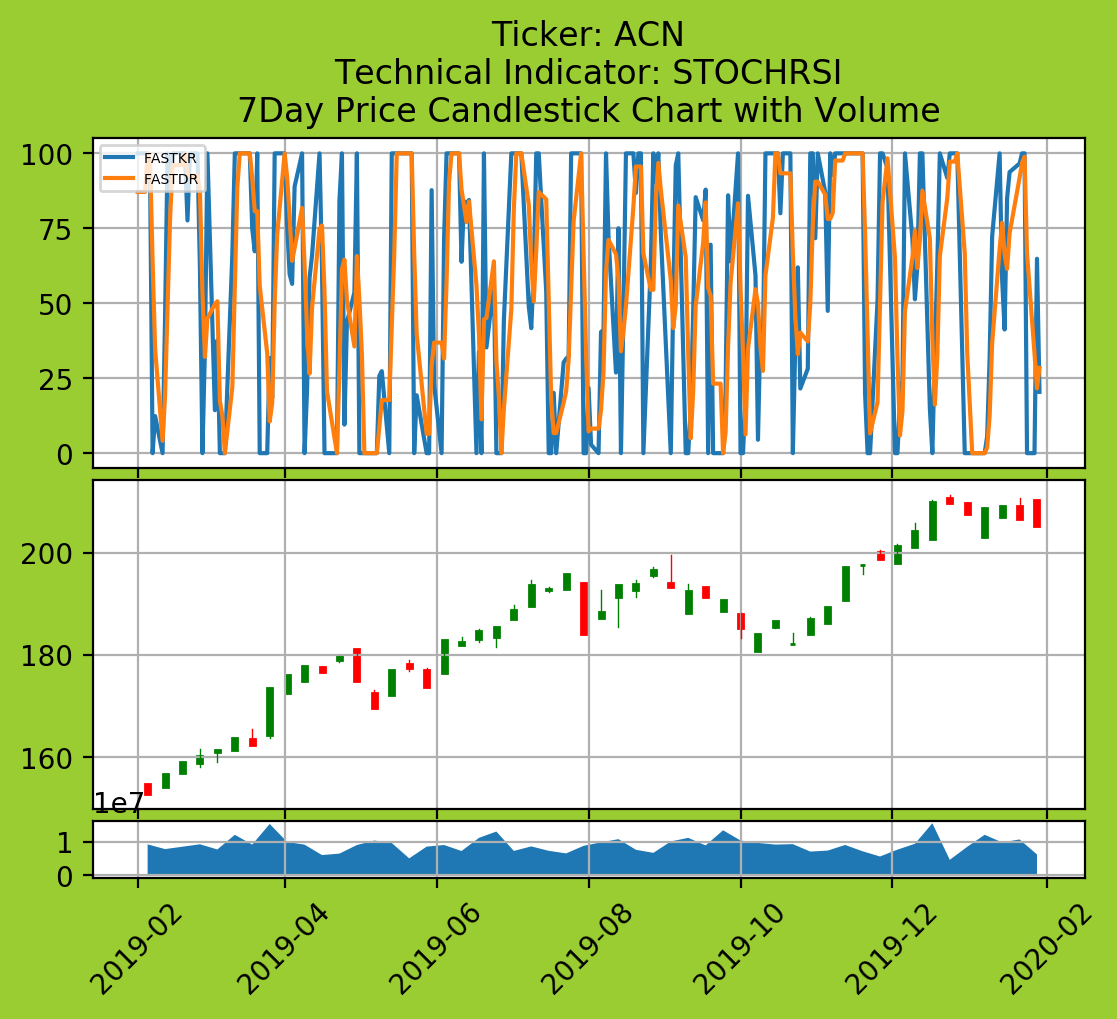 Ticker: ACN
Technical Indicator: STOCHRSI
7Day Price Candlestick Chart with Volume
100
75
50
25
0
FASTKR
FASTDR
200
180
160
1e7
1
0
2019-02
2019-04
2019-06
2019-08
2019-10
2019-12
2020-02